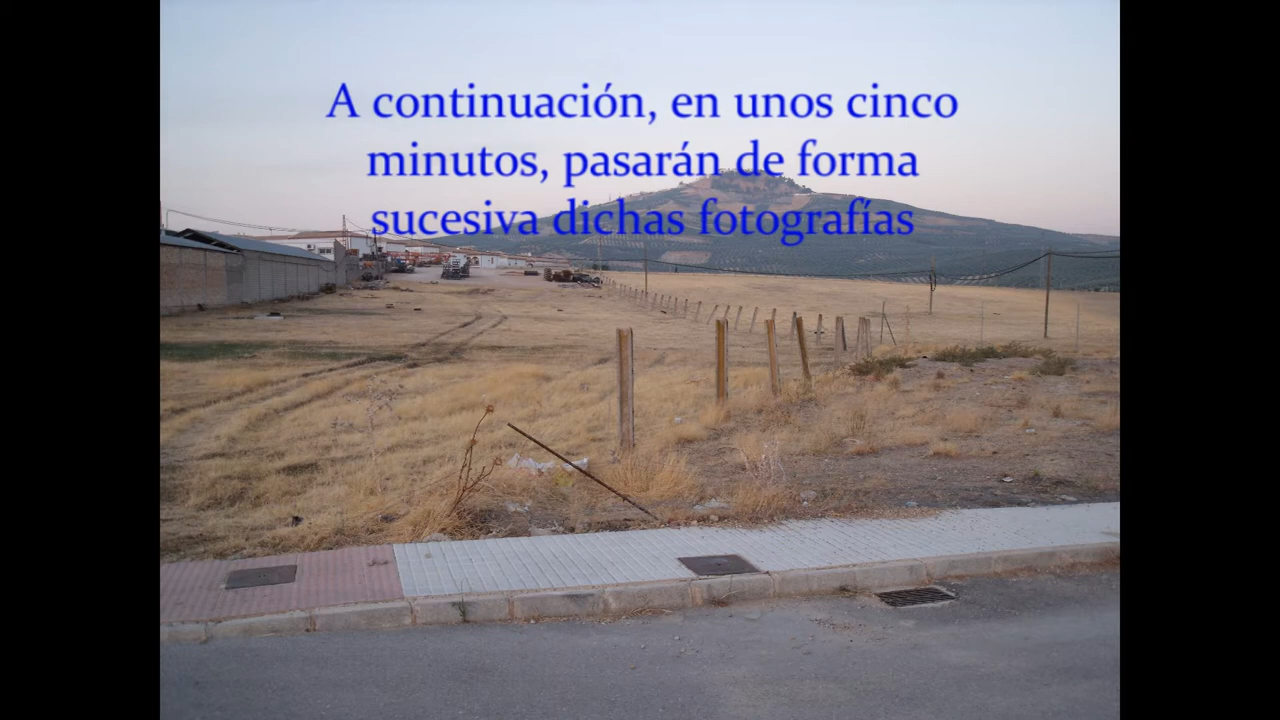 A continuación, en unos cinco
minutos, pasarán de forma
sucesiva dichas fotografías